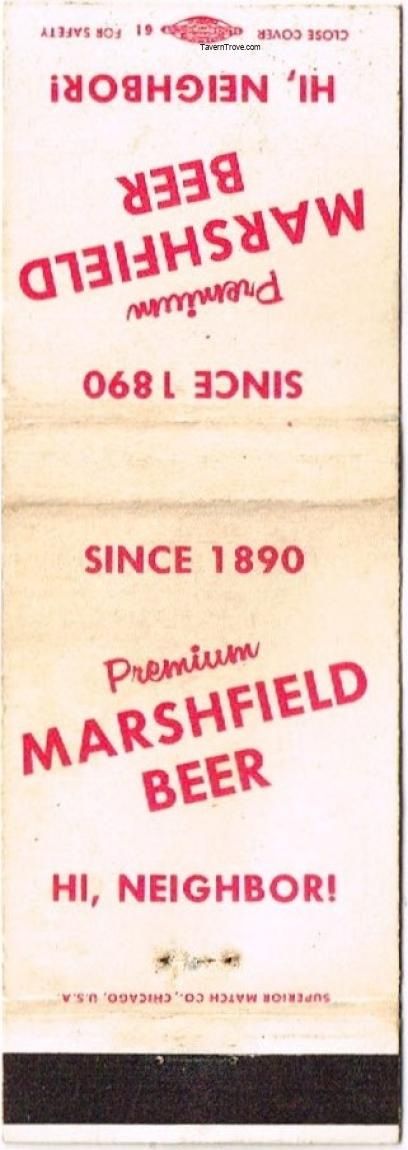 CLOSE COVER 61 FOR SAFETY
TavernTrove.com
HI, NEIGHBOR!
Premium
MARSHFIELD
BEER
SINCE 1890
SINCE 1890
Premium
MARSHFIELD
BEER
HI, NEIGHBOR!
SUPERIOR MATCH CO., CHICAGO, U.S.A.